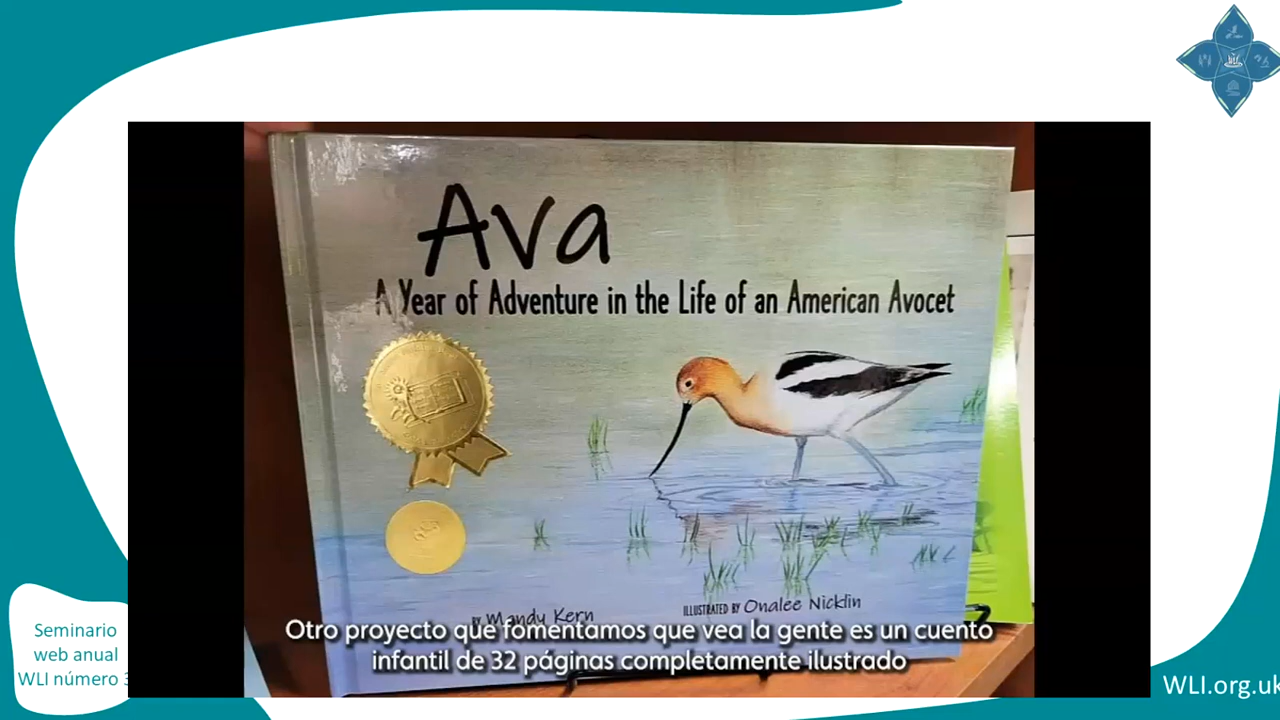 Ava
A Year of Adventure in the Life of an American Avocet
BY Mandy Kern
ILLUSTRATED BY Onalee Nicklin
Otro proyecto que fomentamos que vea la gente es un cuento
infantil de 32 páginas completamente ilustrado
Seminario
web anual
WLI número
WLI.org.uk